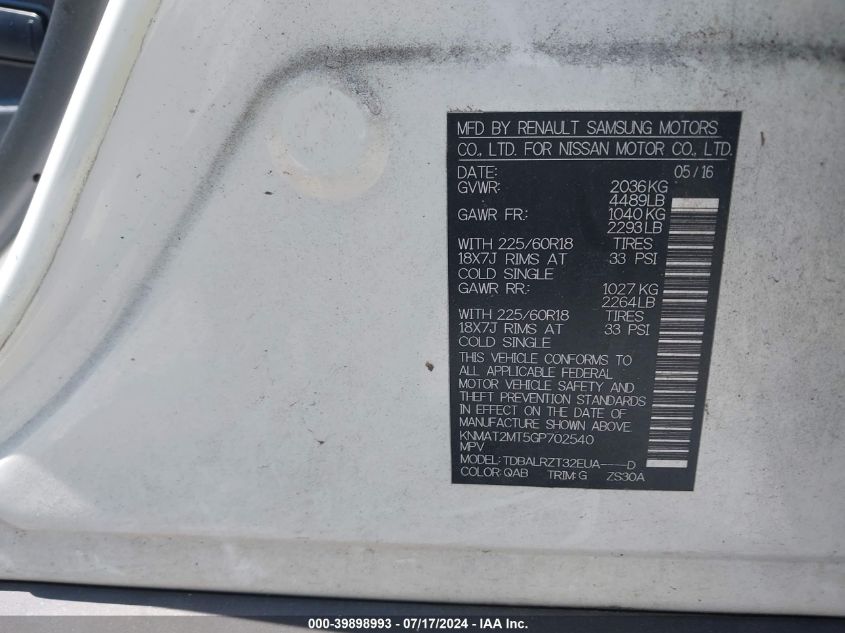 MFD BY RENAULT SAMSUNG MOTORS
CO., LTD. FOR NISSAN MOTOR CO., LTD.
DATE: 05/16
GVWR: 2036KG
4489LB
GAWR FR: 1040KG
2293LB
WITH 225/60R18 TIRES
18X7J RIMS AT 33 PSI
COLD SINGLE
GAWR RR: 1027KG
2264LB
WITH 225/60R18 TIRES
18X7J RIMS AT 33 PSI
COLD SINGLE
THIS VEHICLE CONFORMS TO
ALL APPLICABLE FEDERAL
MOTOR VEHICLE SAFETY AND
THEFT PREVENTION STANDARDS
IN EFFECT ON THE DATE OF
MANUFACTURE SHOWN ABOVE.
KNMAT2MT5GP702540
MPV
MODEL: TDBALRZT32EUA----D
COLOR: QAB TRIM: G ZS30A
000-39898993 - 07/17/2024 - IAA Inc.